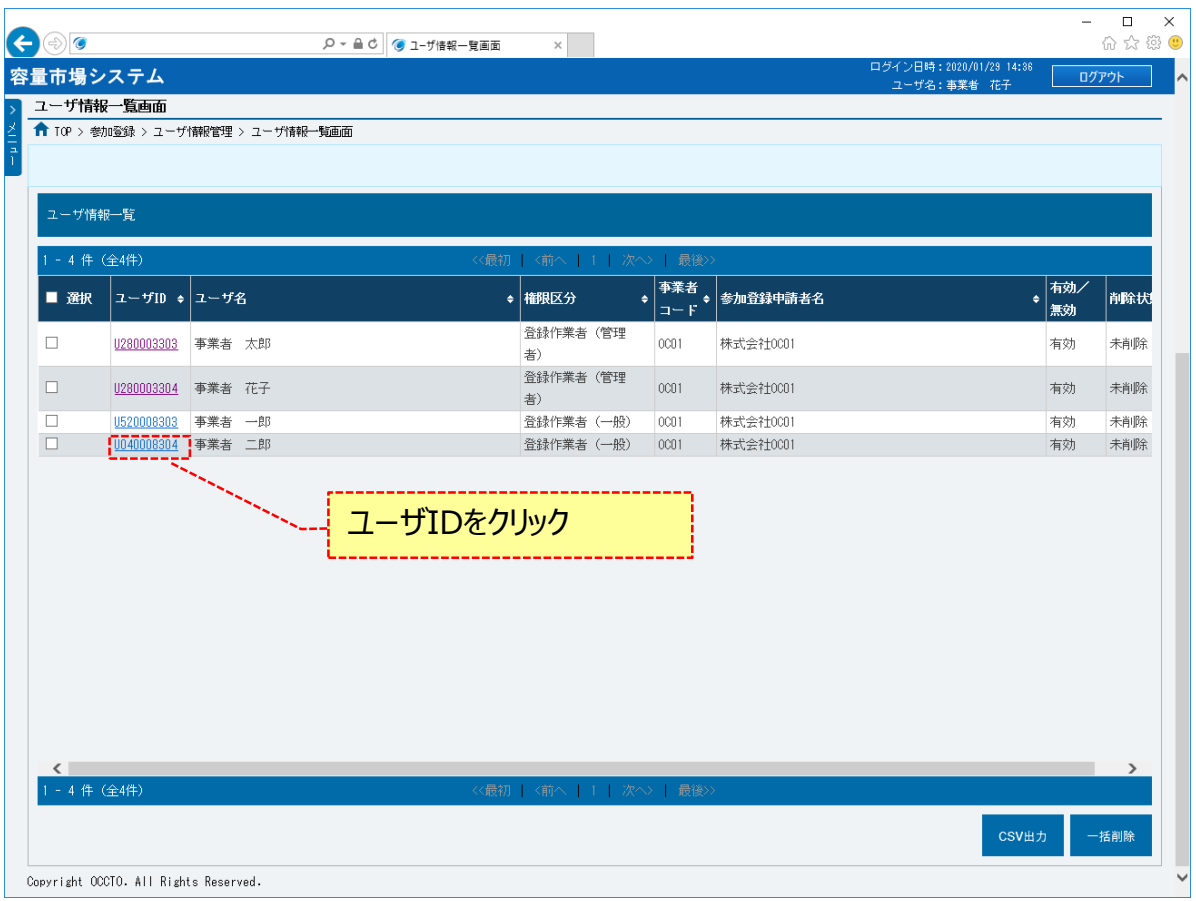 ユーザ情報一覧画面 ×
容量市場システム
ログイン日時：2020/01/29 14:36
ユーザ名：事業者 花子
ログアウト
> メニュー
ユーザ情報一覧画面
TOP > 参加登録 > ユーザ情報管理 > ユーザ情報一覧画面
ユーザ情報一覧
1 - 4 件（全4件） <<最初 | <前へ | 1 | 次へ> | 最後>>
選択 ユーザID ユーザ名 権限区分 事業者コード 参加登録申請者名 有効／無効 削除状
U280003303 事業者 太郎 登録作業者（管理者） 0C01 株式会社OC01 有効 未削除
U280003304 事業者 花子 登録作業者（管理者） 0C01 株式会社OC01 有効 未削除
U520008303 事業者 一郎 登録作業者（一般） 0C01 株式会社OC01 有効 未削除
U040008304 事業者 二郎 登録作業者（一般） 0C01 株式会社OC01 有効 未削除
ユーザIDをクリック
1 - 4 件（全4件） <<最初 | <前へ | 1 | 次へ> | 最後>>
CSV出力 一括削除
Copyright OCCTO. All Rights Reserved.